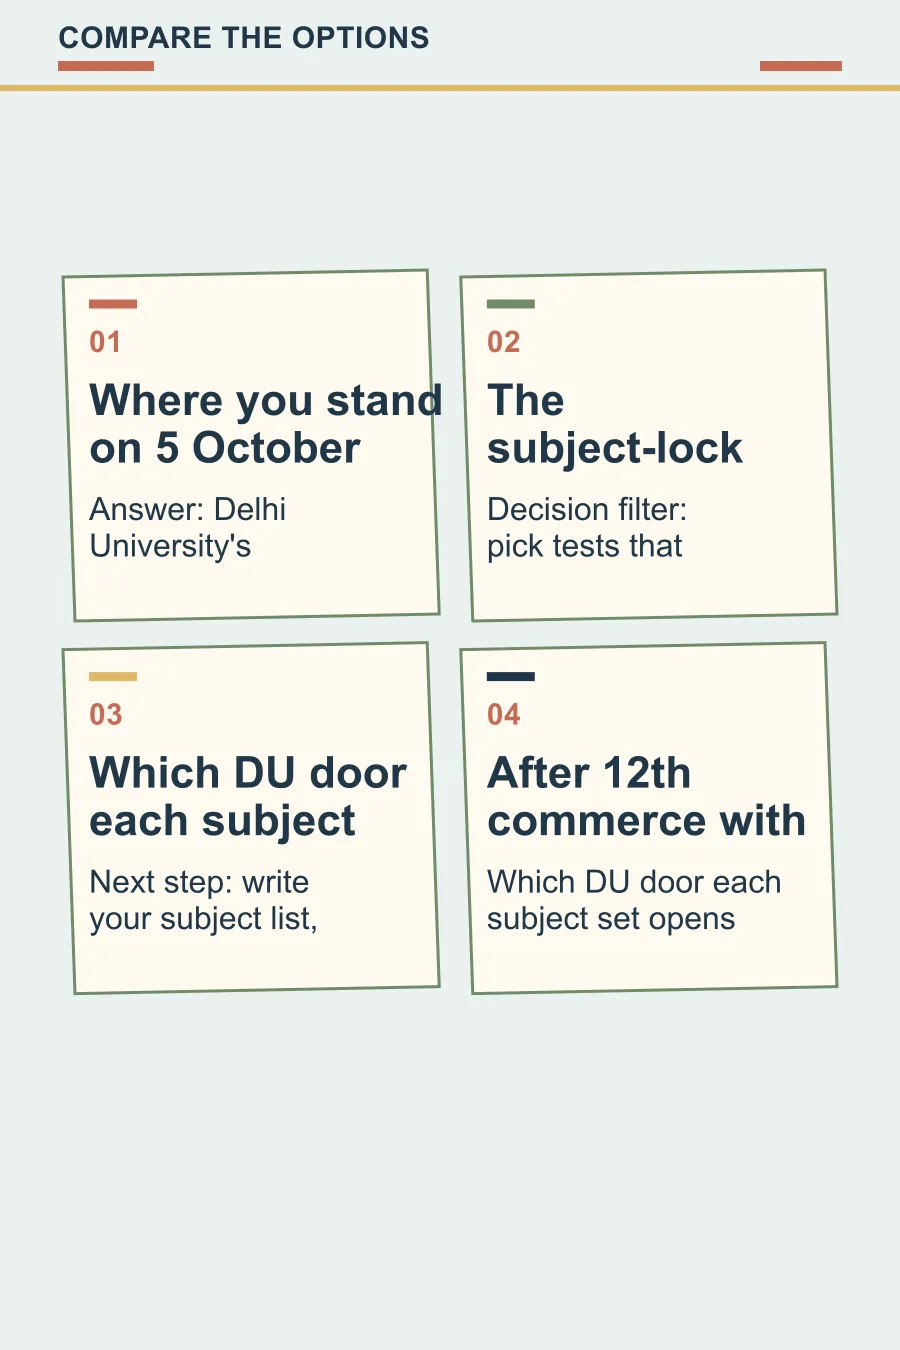 COMPARE THE OPTIONS
01
Where you stand
on 5 October
Answer: Delhi
University's
02
The
subject-lock
Decision filter:
pick tests that
03
Which DU door
each subject
Next step: write
your subject list,
04
After 12th
commerce with
Which DU door each
subject set opens